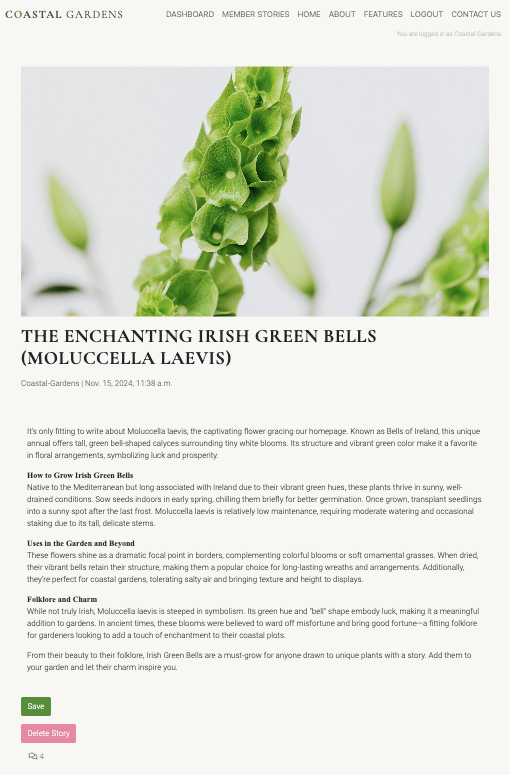 COASTAL GARDENS
DASHBOARD MEMBER STORIES HOME ABOUT FEATURES LOGOUT CONTACT US
You are logged in as Coastal-Gardens
THE ENCHANTING IRISH GREEN BELLS
(MOLUCCELLA LAEVIS)
Coastal-Gardens | Nov. 15, 2024, 11:38 a.m.
It's only fitting to write about Moluccella laevis, the captivating flower gracing our homepage. Known as Bells of Ireland, this unique
annual offers tall, green bell-shaped calyces surrounding tiny white blooms. Its structure and vibrant green color make it a favorite
in floral arrangements, symbolizing luck and prosperity.
How to Grow Irish Green Bells
Native to the Mediterranean but long associated with Ireland due to their vibrant green hues, these plants thrive in sunny, well-
drained conditions. Sow seeds indoors in early spring, chilling them briefly for better germination. Once grown, transplant seedlings
into a sunny spot after the last frost. Moluccella laevis is relatively low maintenance, requiring moderate watering and occasional
staking due to its tall, delicate stems.
Uses in the Garden and Beyond
These flowers shine as a dramatic focal point in borders, complementing colorful blooms or soft ornamental grasses. When dried,
their vibrant bells retain their structure, making them a popular choice for long-lasting wreaths and arrangements. Additionally,
they're perfect for coastal gardens, tolerating salty air and bringing texture and height to displays.
Folklore and Charm
While not truly Irish, Moluccella laevis is steeped in symbolism. Its green hue and "bell" shape embody luck, making it a meaningful
addition to gardens. In ancient times, these blooms were believed to ward off misfortune and bring good fortune—a fitting folklore
for gardeners looking to add a touch of enchantment to their coastal plots.
From their beauty to their folklore, Irish Green Bells are a must-grow for anyone drawn to unique plants with a story. Add them to
your garden and let their charm inspire you.
Save
Delete Story
4